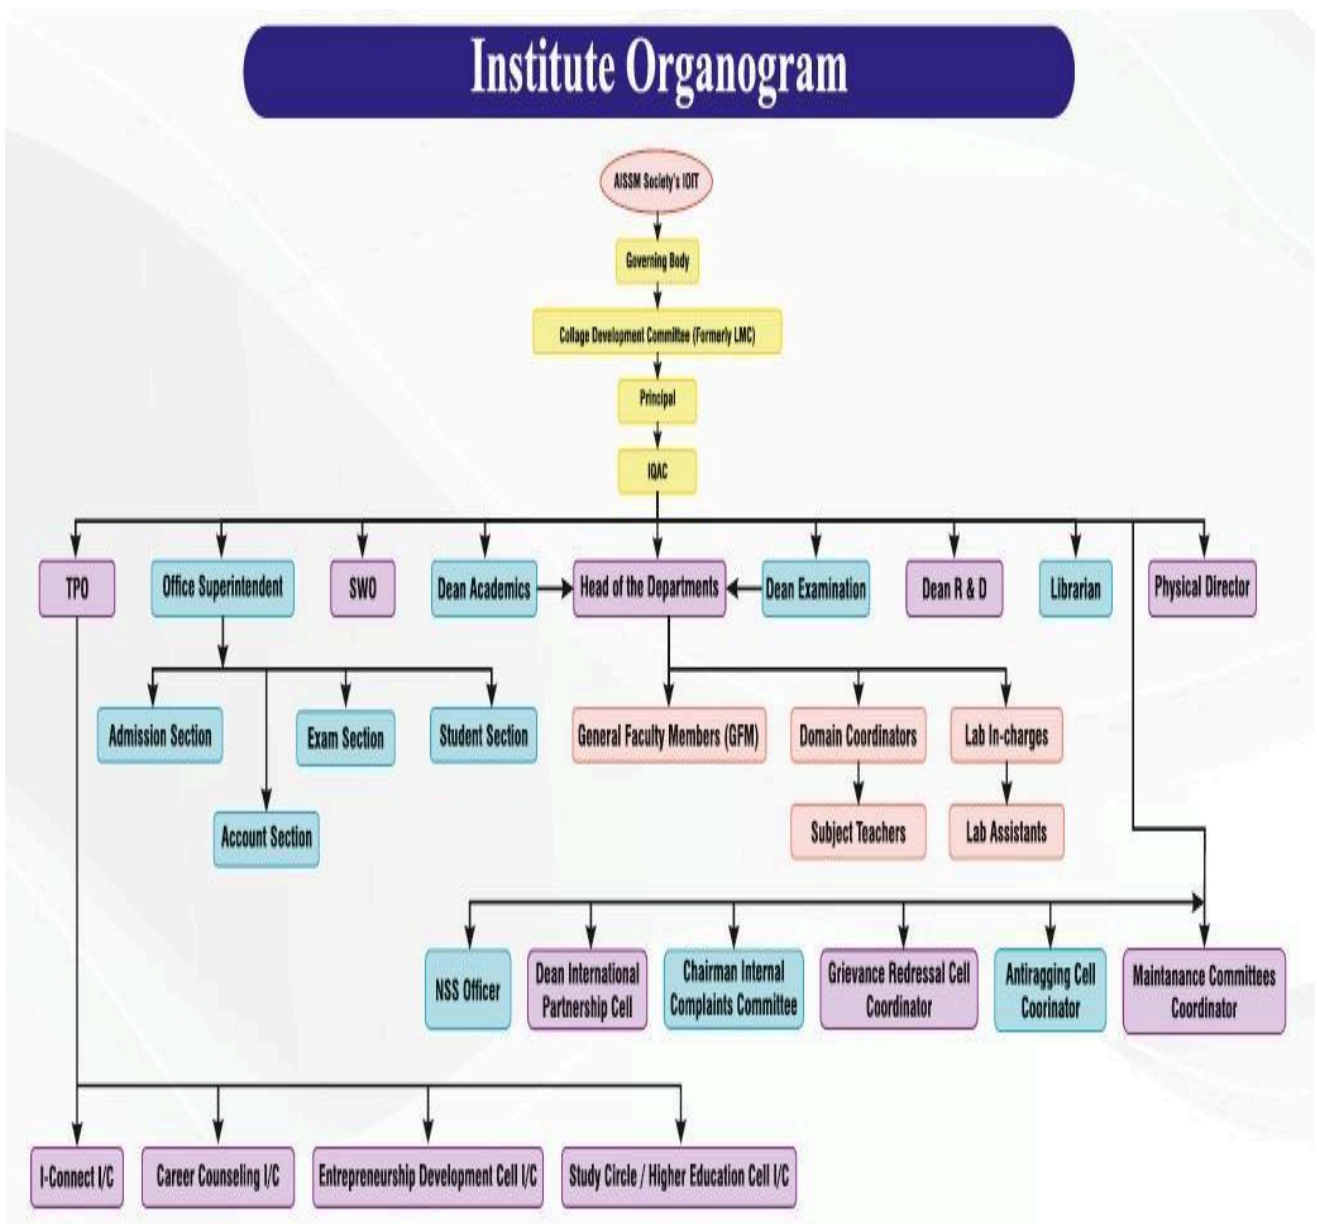 Institute Organogram
AISSM Society's IOIT
Governing Body
Collage Development Committee (Formerly LMC)
Principal
IQAC
TPO
Office Superintendent
SWO
Dean Academics
Head of the Departments
Dean Examination
Dean R & D
Librarian
Physical Director
Admission Section
Exam Section
Student Section
General Faculty Members (GFM)
Domain Coordinators
Lab In-charges
Account Section
Subject Teachers
Lab Assistants
NSS Officer
Dean International
Partnership Cell
Chairman Internal
Complaints Committee
Grievance Redressal Cell
Coordinator
Antiragging Cell
Coorinator
Maintanance Committees
Coordinator
I-Connect I/C
Career Counseling I/C
Entrepreneurship Development Cell I/C
Study Circle / Higher Education Cell I/C